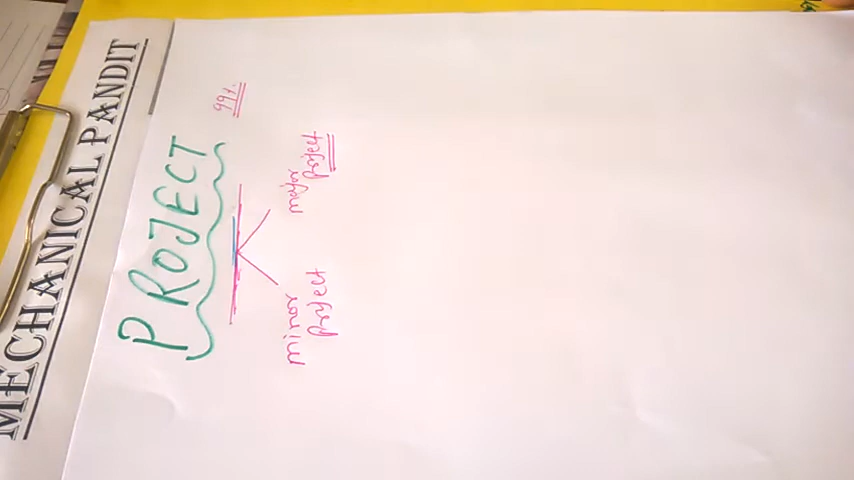 MECHANICAL PANDIT
PROJECT
99%
minor
project
major
project